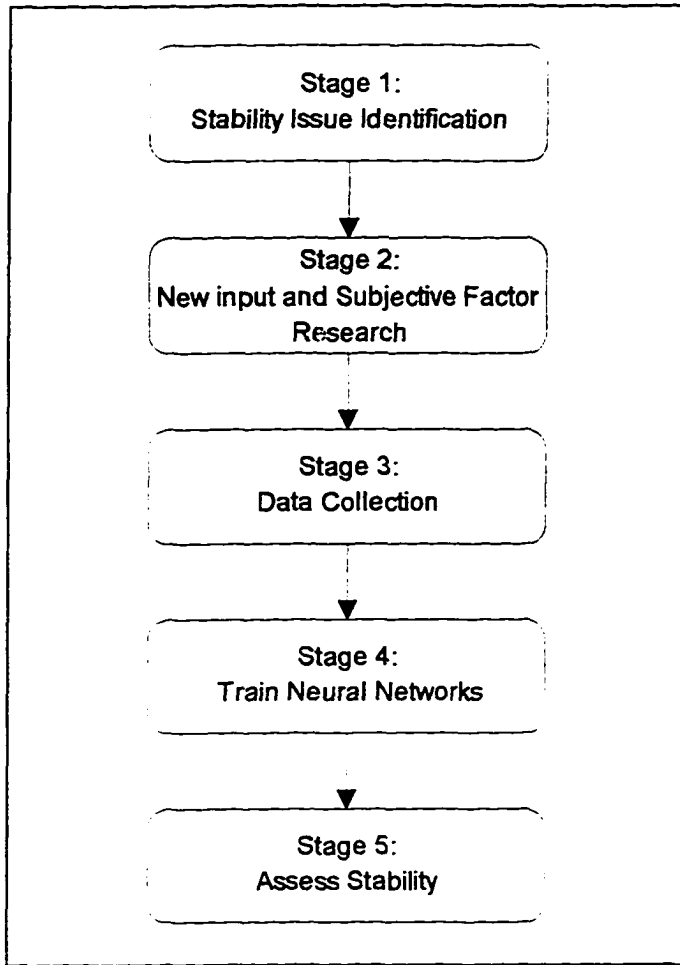 Stage 1:
Stability Issue Identification
Stage 2:
New input and Subjective Factor
Research
Stage 3:
Data Collection
Stage 4:
Train Neural Networks
Stage 5:
Assess Stability